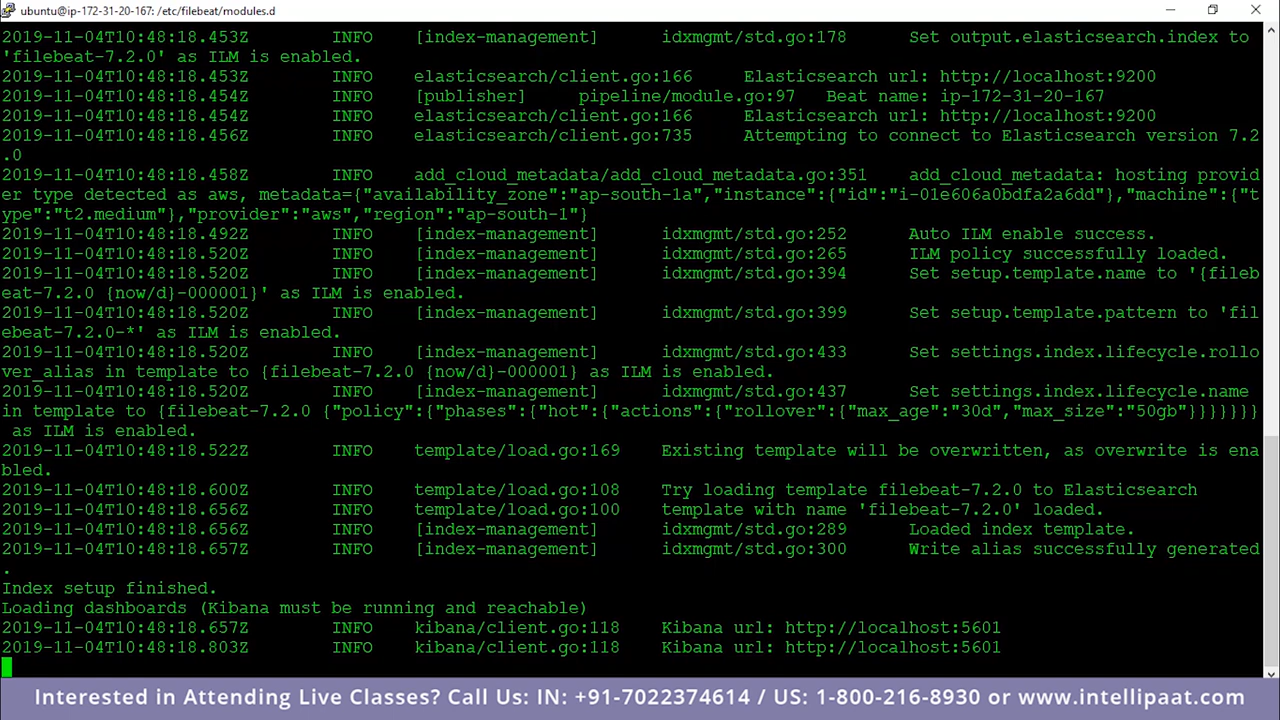 ubuntu@ip-172-31-20-167: /etc/filebeat/modules.d
2019-11-04T10:48:18.453Z INFO [index-management] idxmgmt/std.go:178 Set output.elasticsearch.index to
'filebeat-7.2.0' as ILM is enabled.
2019-11-04T10:48:18.453Z INFO elasticsearch/client.go:166 Elasticsearch url: http://localhost:9200
2019-11-04T10:48:18.454Z INFO [publisher] pipeline/module.go:97 Beat name: ip-172-31-20-167
2019-11-04T10:48:18.454Z INFO elasticsearch/client.go:166 Elasticsearch url: http://localhost:9200
2019-11-04T10:48:18.456Z INFO elasticsearch/client.go:735 Attempting to connect to Elasticsearch version 7.2
.0
2019-11-04T10:48:18.458Z INFO add_cloud_metadata/add_cloud_metadata.go:351 add_cloud_metadata: hosting provid
er type detected as aws, metadata={"availability_zone":"ap-south-1a","instance":{"id":"i-01e606a0bdfa2a6dd"},"machine":{"t
ype":"t2.medium"},"provider":"aws","region":"ap-south-1"}
2019-11-04T10:48:18.492Z INFO [index-management] idxmgmt/std.go:252 Auto ILM enable success.
2019-11-04T10:48:18.520Z INFO [index-management] idxmgmt/std.go:265 ILM policy successfully loaded.
2019-11-04T10:48:18.520Z INFO [index-management] idxmgmt/std.go:394 Set setup.template.name to '{fileb
eat-7.2.0 {now/d}-000001}' as ILM is enabled.
2019-11-04T10:48:18.520Z INFO [index-management] idxmgmt/std.go:399 Set setup.template.pattern to 'fil
ebeat-7.2.0-*' as ILM is enabled.
2019-11-04T10:48:18.520Z INFO [index-management] idxmgmt/std.go:433 Set settings.index.lifecycle.rollo
ver_alias in template to {filebeat-7.2.0 {now/d}-000001} as ILM is enabled.
2019-11-04T10:48:18.520Z INFO [index-management] idxmgmt/std.go:437 Set settings.index.lifecycle.name
in template to {filebeat-7.2.0 {"policy":{"phases":{"hot":{"actions":{"rollover":{"max_age":"30d","max_size":"50gb"}}}}}}}
as ILM is enabled.
2019-11-04T10:48:18.522Z INFO template/load.go:169 Existing template will be overwritten, as overwrite is ena
bled.
2019-11-04T10:48:18.600Z INFO template/load.go:108 Try loading template filebeat-7.2.0 to Elasticsearch
2019-11-04T10:48:18.656Z INFO template/load.go:100 template with name 'filebeat-7.2.0' loaded.
2019-11-04T10:48:18.656Z INFO [index-management] idxmgmt/std.go:289 Loaded index template.
2019-11-04T10:48:18.657Z INFO [index-management] idxmgmt/std.go:300 Write alias successfully generated
.
Index setup finished.
Loading dashboards (Kibana must be running and reachable)
2019-11-04T10:48:18.657Z INFO kibana/client.go:118 Kibana url: http://localhost:5601
2019-11-04T10:48:18.803Z INFO kibana/client.go:118 Kibana url: http://localhost:5601
Interested in Attending Live Classes? Call Us: IN: +91-7022374614 / US: 1-800-216-8930 or www.intellipaat.com